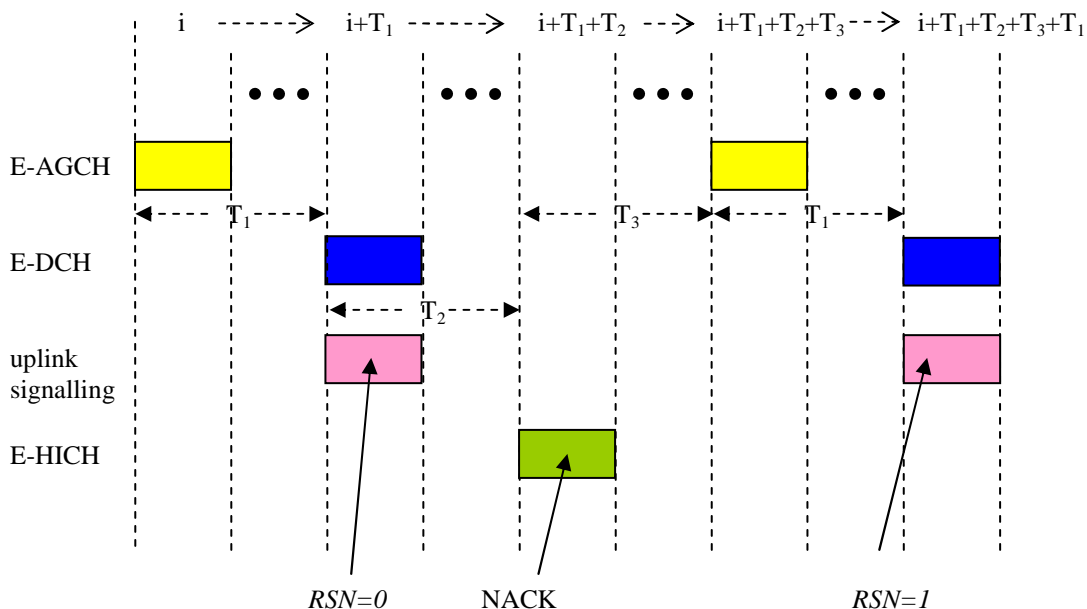 i i+T₁ i+T₁+T₂ i+T₁+T₂+T₃ i+T₁+T₂+T₃+T₁
E-AGCH
T₁ T₃ T₁
E-DCH
T₂
uplink
signalling
E-HICH
RSN=0 NACK RSN=1